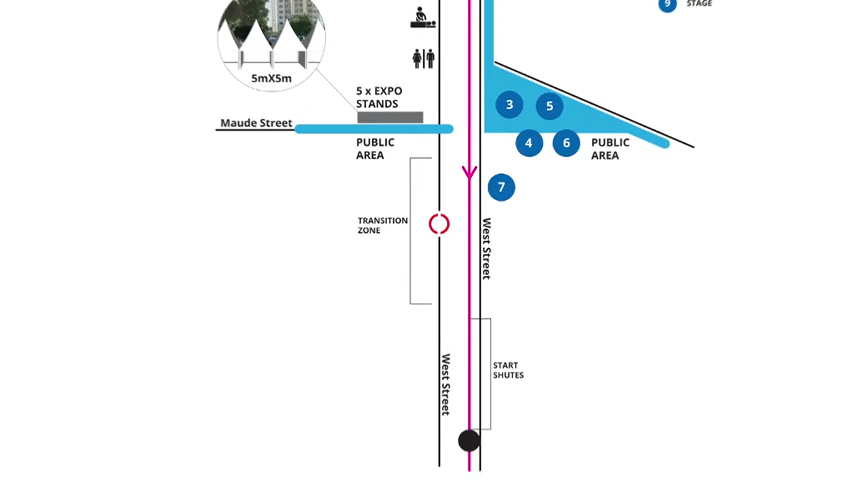 9
STAGE
5mX5m
5 x EXPO
STANDS
Maude Street
PUBLIC
AREA
3
5
4
6
PUBLIC
AREA
7
TRANSITION
ZONE
West Street
West Street
START
SHUTES